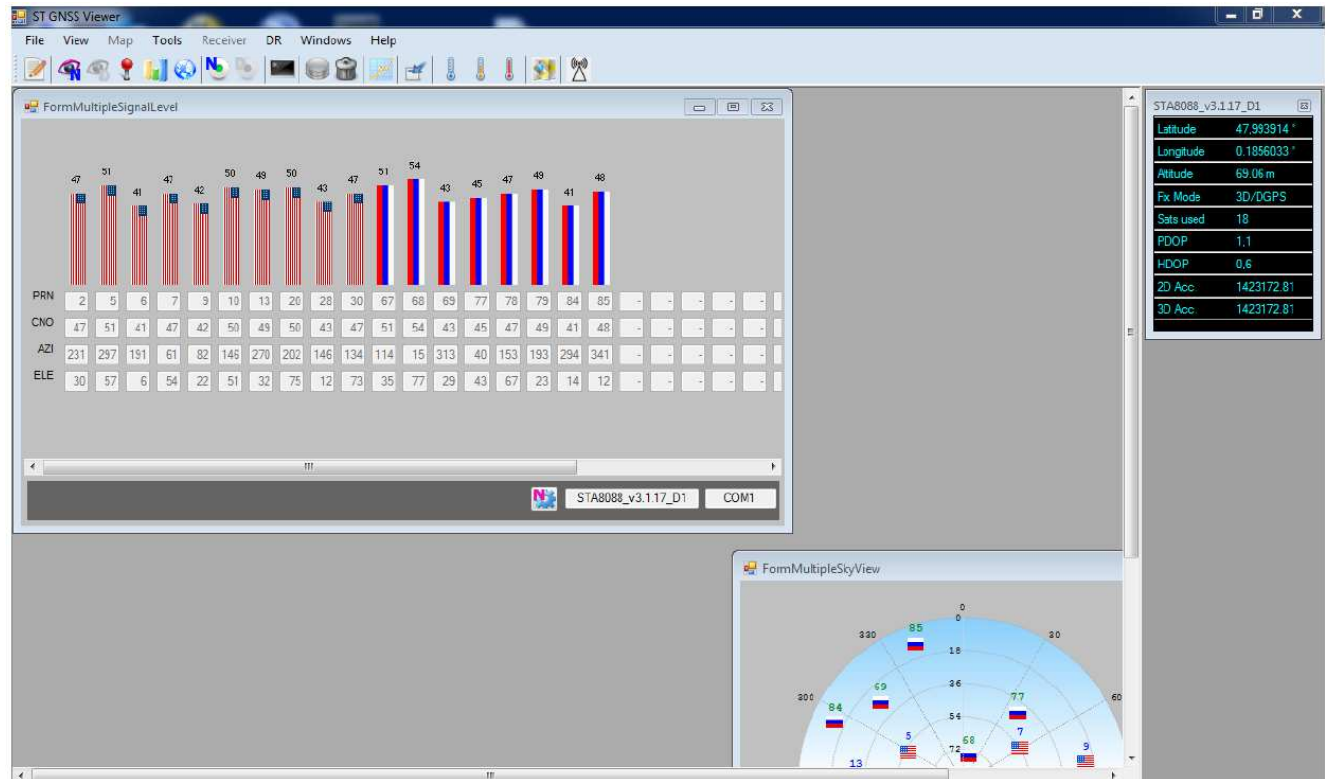 ST GNSS Viewer
File View Map Tools Receiver DR Windows Help
FormMultipleSignalLevel
47 51 41 47 42 50 49 50 43 47 51 54 43 45 47 49 41 48
PRN 2 5 6 7 9 10 13 20 28 30 67 68 69 77 78 79 84 85 - - - - -
CNO 47 51 41 47 42 50 49 50 43 47 51 54 43 45 47 49 41 48 - - - - -
AZI 231 297 191 61 82 146 270 202 146 134 114 15 313 40 153 193 294 341 - - - - -
ELE 30 57 6 54 22 51 32 75 12 73 35 77 29 43 67 23 14 12 - - - - -
STA8088_v3.1.17_D1 COM1
STA8088_v3.1.17_D1
Latitude 47,993914 °
Longitude 0.1856033 °
Altitude 69.06 m
Fix Mode 3D/DGPS
Sats used 18
PDOP 1,1
HDOP 0,6
2D Acc 1423172.81
3D Acc 1423172.81
FormMultipleSkyView
0
0
330 85 30
18
300 84 69 36 77 60
54
5 72 68 7 9
13